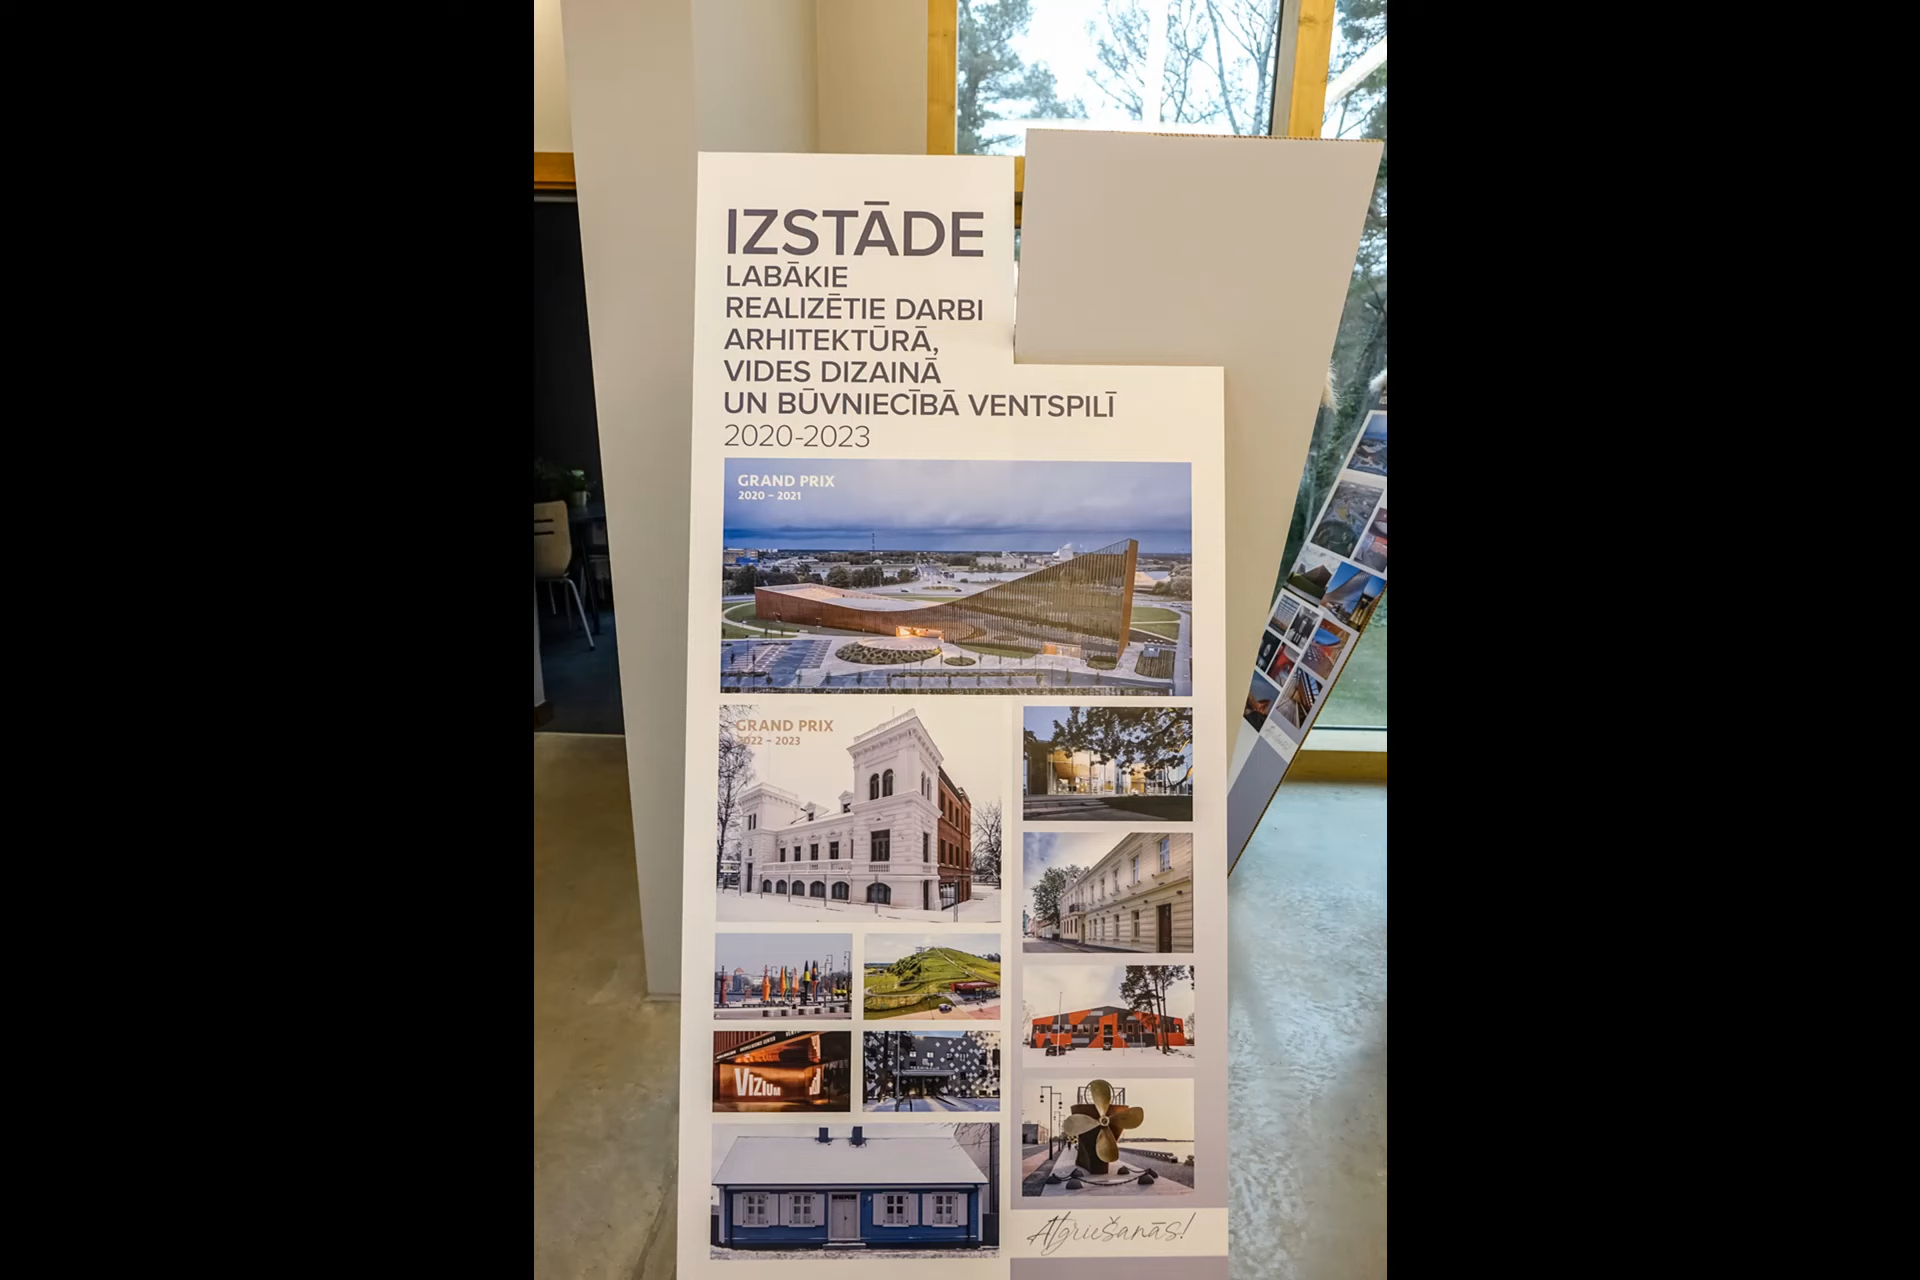 IZSTĀDE
LABĀKIE
REALIZĒTIE DARBI
ARHITEKTŪRĀ,
VIDES DIZAINĀ
UN BŪVNIECĪBĀ VENTSPILĪ
2020-2023
GRAND PRIX
2020 – 2021
GRAND PRIX
2022 – 2023
VIZIUM
Atgriešanās!